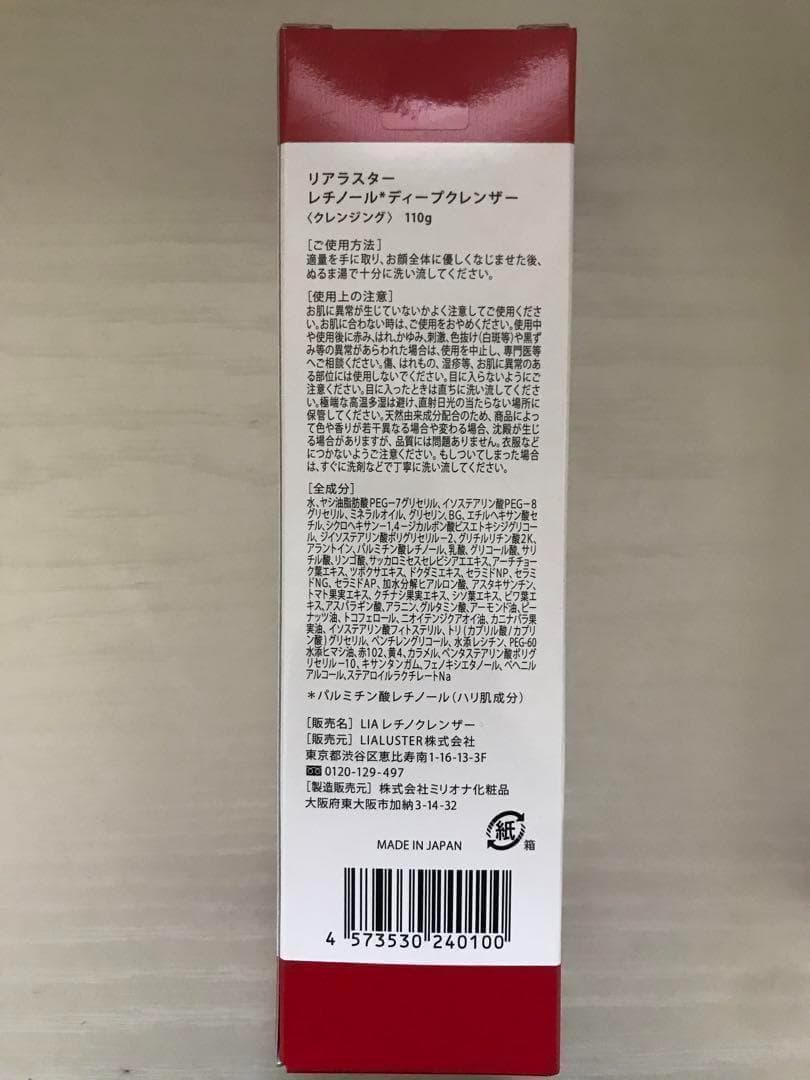 リアラスター
レチノール*ディープクレンザー
〈クレンジング〉 110g
[ご使用方法]
適量を手に取り、お顔全体に優しくなじませた後、
ぬるま湯で十分に洗い流してください。
[使用上の注意]
お肌に異常が生じていないかよく注意してご使用くださ
い。お肌に合わない時は、ご使用をおやめください。使用中
や使用後に赤み、はれ、かゆみ、刺激、色抜け(白斑等)や黒ず
み等の異常があらわれた場合は、使用を中止し、専門医等
へご相談ください。傷、はれもの、湿疹等、お肌に異常のあ
る部位には使用しないでください。目に入らないようにご
注意ください。目に入ったときは直ちに洗い流してくださ
い。極端な高温多湿は避け、直射日光の当たらない場所に
保管してください。天然由来成分配合のため、商品によっ
て色や香りが若干異なる場合や変わる場合、沈殿が生じ
る場合がありますが、品質には問題ありません。衣服など
につかないようご注意ください。もしついてしまった場合
は、すぐに洗剤などで丁寧に洗い流してください。
[全成分]
水、ヤシ油脂肪酸PEG-7グリセリル、イソステアリン酸PEG-8
グリセリル、ミネラルオイル、グリセリン、BG、エチルヘキサン酸セ
チル、シクロヘキサン-1,4-ジカルボン酸ビスエトキシジグリコー
ル、ジイソステアリン酸ポリグリセリル-2、グリチルリチン酸2K、
アラントイン、パルミチン酸レチノール、乳酸、グリコール酸、サリ
チル酸、リンゴ酸、サッカロミセスセレビシアエエキス、アーチチョー
ク葉エキス、ツボクサエキス、ドクダミエキス、セラミドNP、セラミ
ドNG、セラミドAP、加水分解ヒアルロン酸、アスタキサンチン、
トマト果実エキス、クチナシ果実エキス、シソ葉エキス、ビワ葉エ
キス、アスパラギン酸、アラニン、グルタミン酸、アーモンド油、ピー
ナッツ油、トコフェロール、ニオイテンジクアオイ油、カニナバラ果
実油、イソステアリン酸フィトステリル、トリ(カプリル酸/カプリ
ン酸)グリセリル、ペンチレングリコール、水添レシチン、PEG-60
水添ヒマシ油、赤102、黄4、カラメル、ペンタステアリン酸ポリグ
リセリル-10、キサンタンガム、フェノキシエタノール、ベヘニル
アルコール、ステアロイルラクチレートNa
*パルミチン酸レチノール(ハリ肌成分)
[販売名] LIAレチノクレンザー
[販売元] LIALUSTER株式会社
東京都渋谷区恵比寿南1-16-13-3F
0120-129-497
[製造販売元] 株式会社ミリオナ化粧品
大阪府東大阪市加納3-14-32
MADE IN JAPAN
紙
箱
4 573530 240100